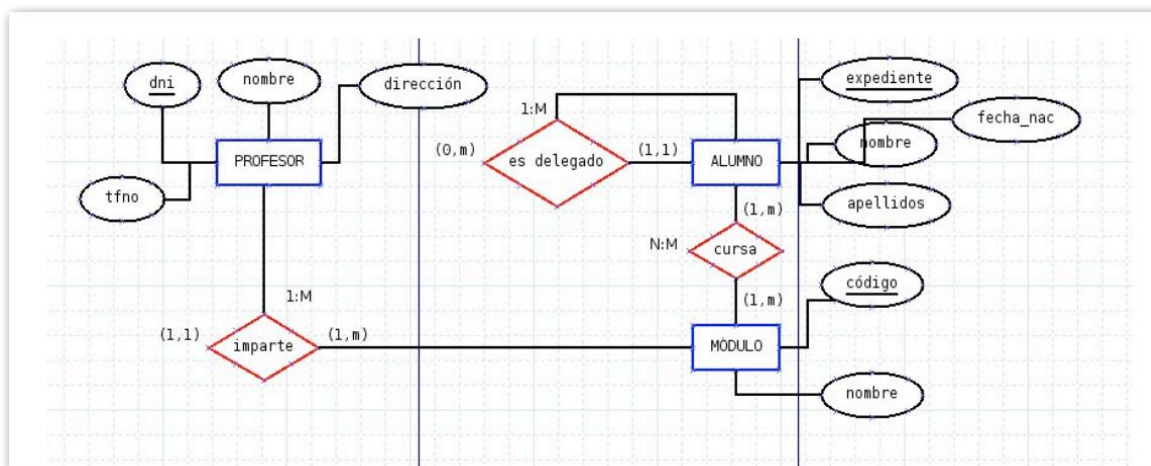 dni
nombre
dirección
tfno
PROFESOR
1:M
(0,m)
es delegado
(1,1)
ALUMNO
expediente
fecha_nac
nombre
apellidos
(1,m)
N:M
cursa
(1,m)
código
MÓDULO
nombre
1:M
(1,1)
imparte
(1,m)